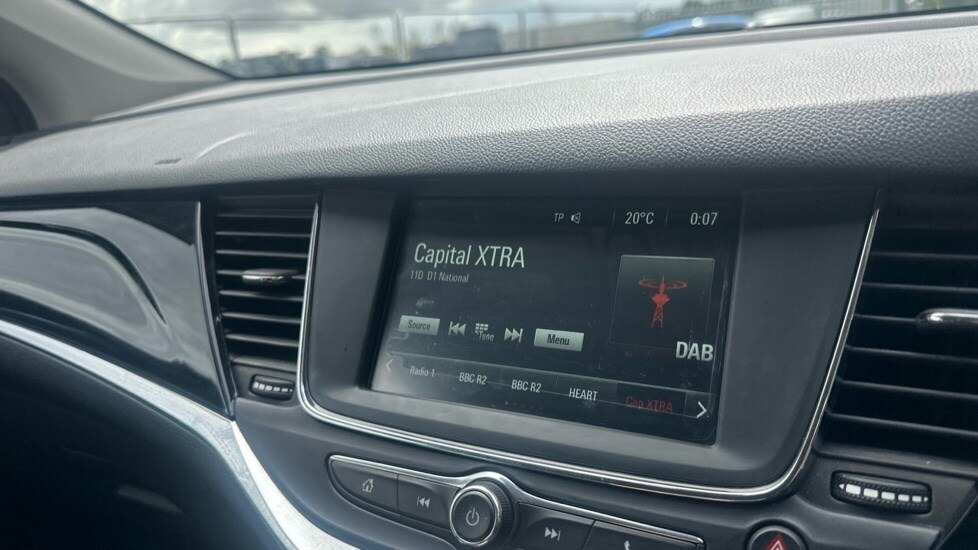 TP 20°C 0:07
Capital XTRA
11D D1 National
Source Tune Menu
DAB
Radio 1 BBC R2 BBC R2 HEART Cap XTRA